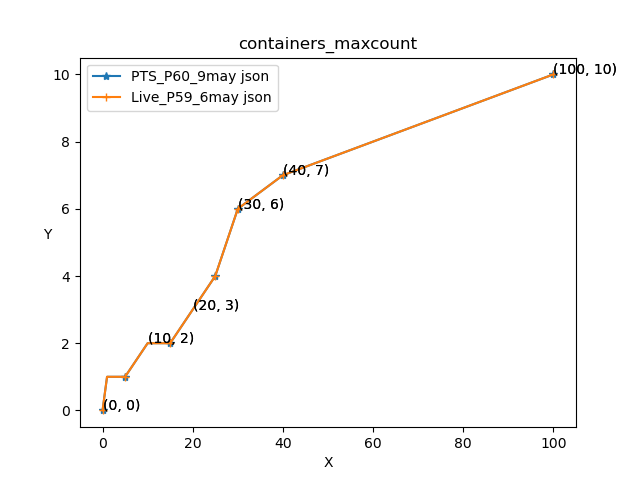 containers_maxcount
PTS_P60_9may json
Live_P59_6may json
(100, 10)
(40, 7)
(30, 6)
(20, 3)
(10, 2)
(0, 0)
Y
10
8
6
4
2
0
0 20 40 60 80 100
X